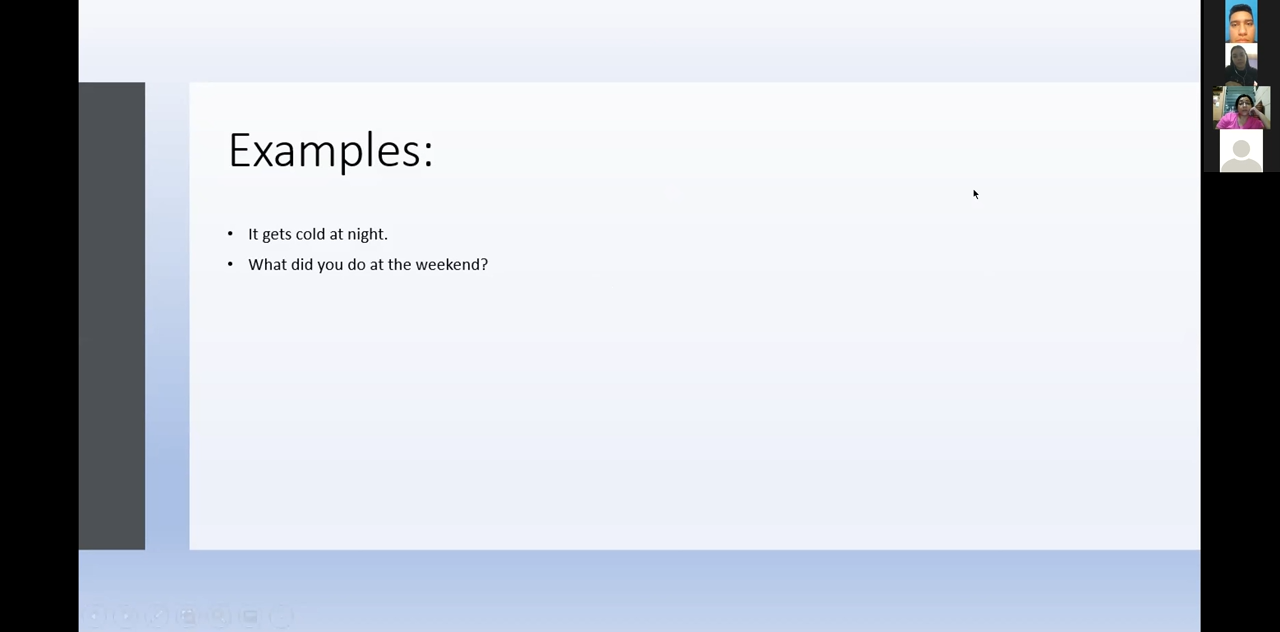 Examples:
• It gets cold at night.
• What did you do at the weekend?